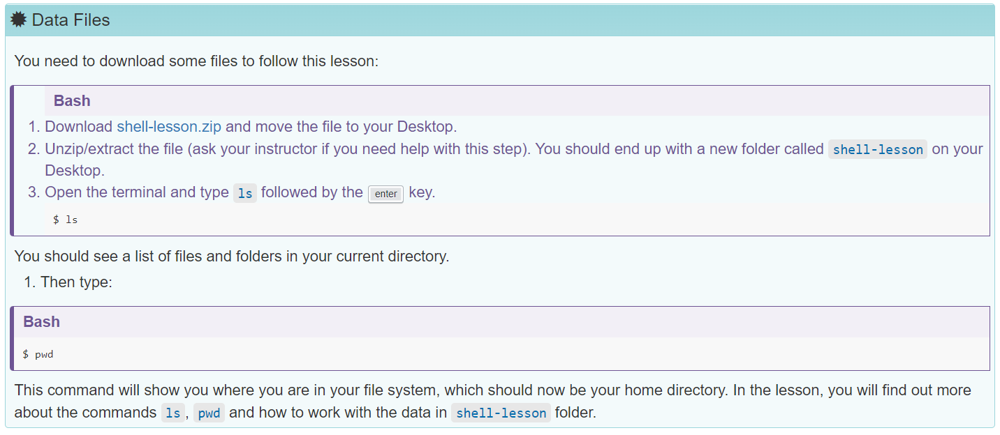 Data Files
You need to download some files to follow this lesson:
Bash
1. Download shell-lesson.zip and move the file to your Desktop.
2. Unzip/extract the file (ask your instructor if you need help with this step). You should end up with a new folder called shell-lesson on your
Desktop.
3. Open the terminal and type ls followed by the enter key.
$ ls
You should see a list of files and folders in your current directory.
1. Then type:
Bash
$ pwd
This command will show you where you are in your file system, which should now be your home directory. In the lesson, you will find out more
about the commands ls, pwd and how to work with the data in shell-lesson folder.